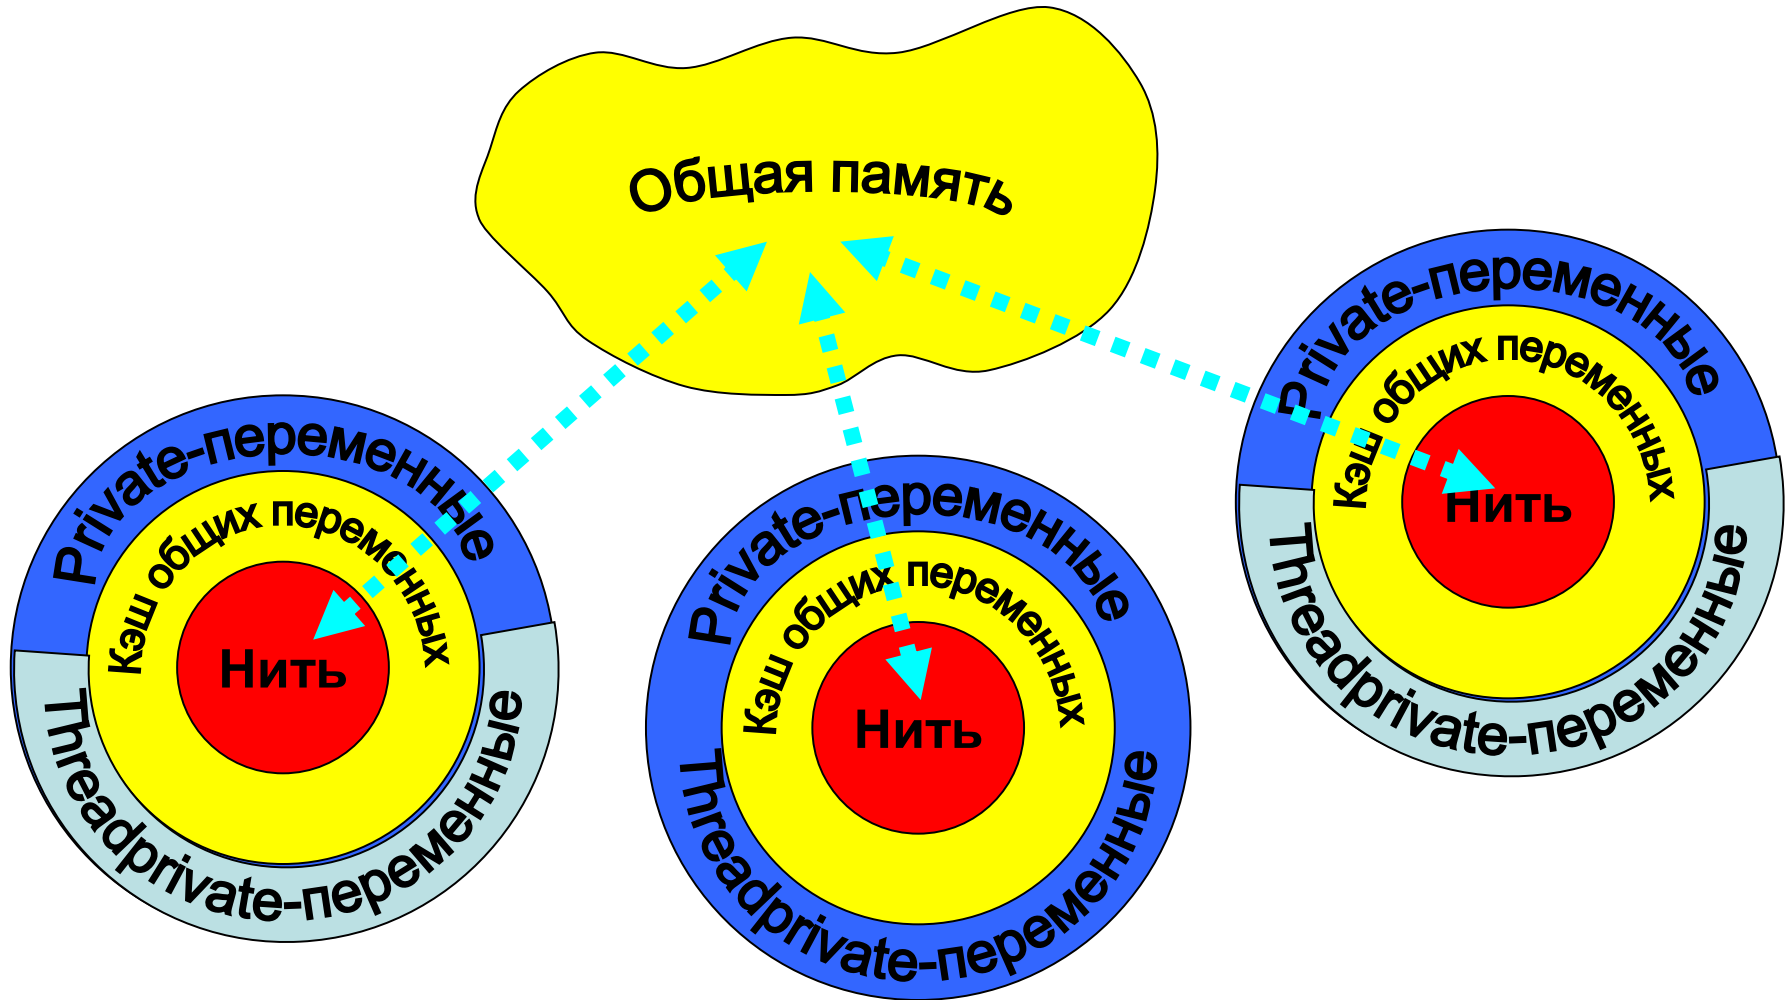 Общая память
Private-переменные
Кэш общих переменных
Нить
Threadprivate-переменные
Private-переменные
Кэш общих переменных
Нить
Threadprivate-переменные
Private-переменные
Кэш общих переменных
Нить
Threadprivate-переменные